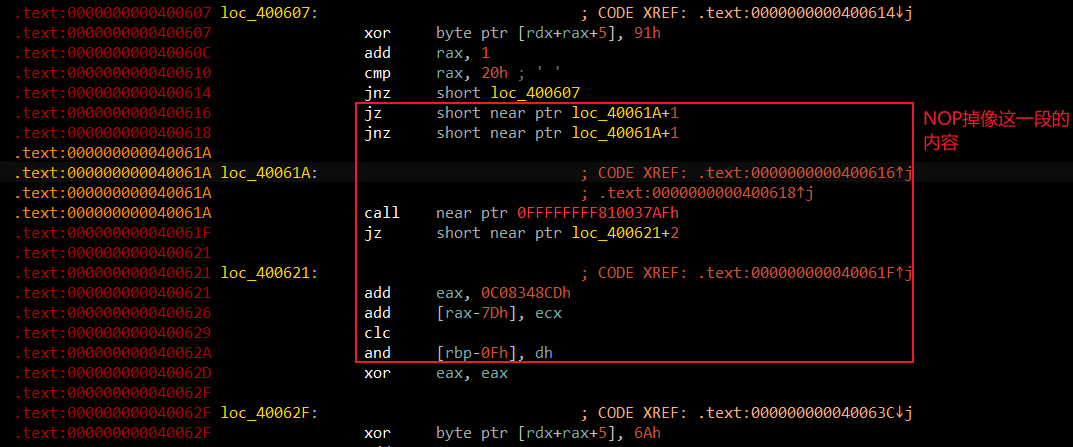 .text:0000000000400607 loc_400607: ; CODE XREF: .text:0000000000400614↓j
.text:0000000000400607 xor byte ptr [rdx+rax+5], 91h
.text:000000000040060C add rax, 1
.text:0000000000400610 cmp rax, 20h ; ' '
.text:0000000000400614 jnz short loc_400607
.text:0000000000400616 jz short near ptr loc_40061A+1
.text:0000000000400618 jnz short near ptr loc_40061A+1
.text:000000000040061A
.text:000000000040061A loc_40061A: ; CODE XREF: .text:0000000000400616↑j
.text:000000000040061A ; .text:0000000000400618↑j
.text:000000000040061A call near ptr 0FFFFFFFF810037AFh
.text:000000000040061F jz short near ptr loc_400621+2
.text:0000000000400621
.text:0000000000400621 loc_400621: ; CODE XREF: .text:000000000040061F↑j
.text:0000000000400621 add eax, 0C08348CDh
.text:0000000000400626 add [rax-7Dh], ecx
.text:0000000000400629 clc
.text:000000000040062A and [rbp-0Fh], dh
.text:000000000040062D xor eax, eax
.text:000000000040062F
.text:000000000040062F loc_40062F: ; CODE XREF: .text:000000000040063C↓j
.text:000000000040062F xor byte ptr [rdx+rax+5], 6Ah
NOP掉像这一段的
内容